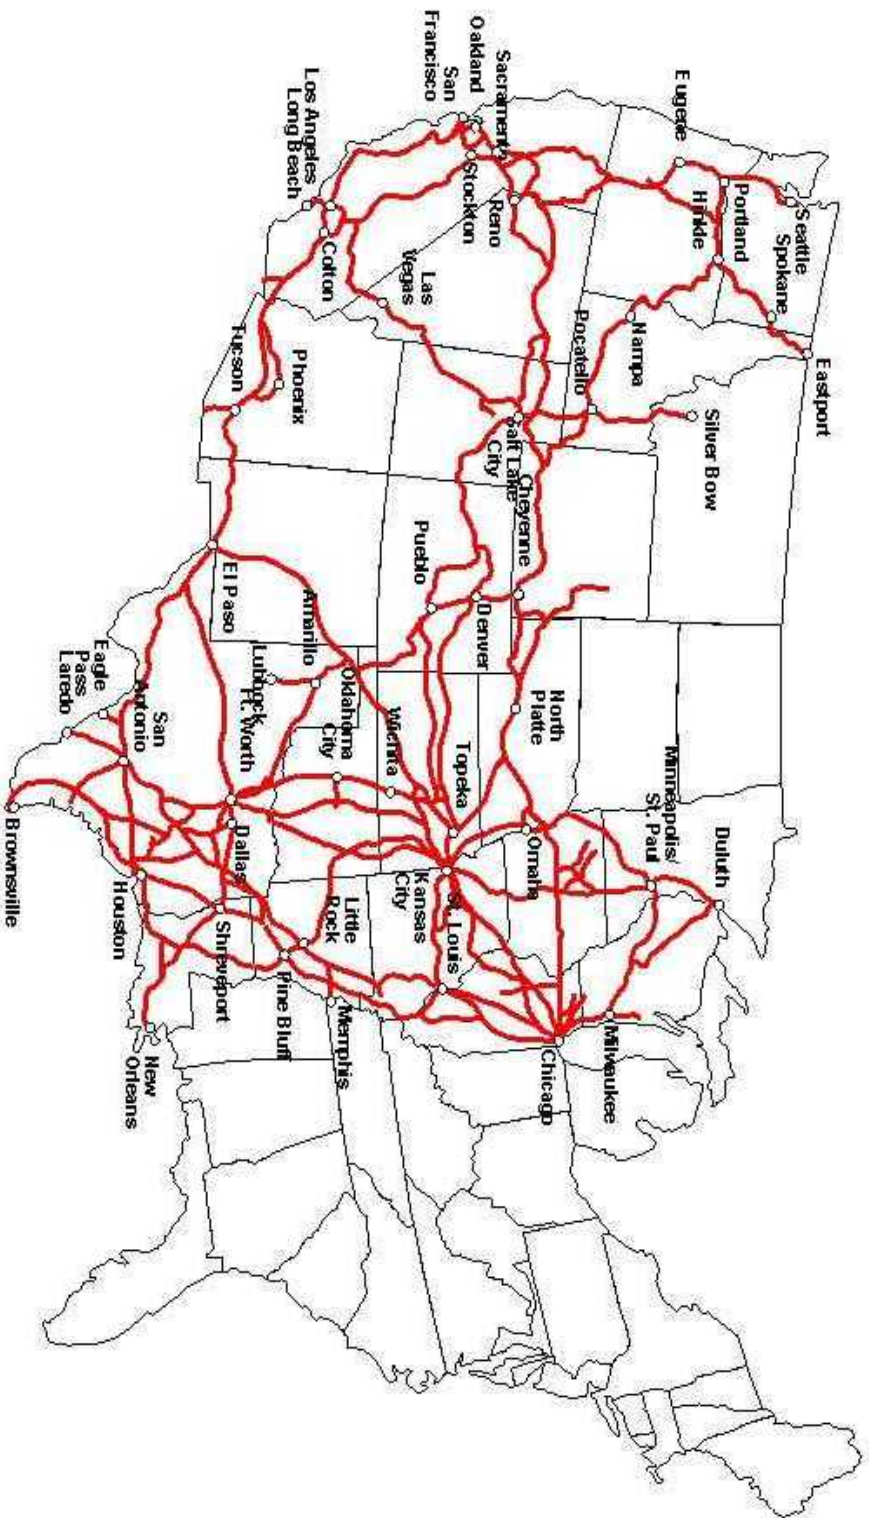 Seattle
Spokane
Eastport
Portland
Hinkle
Eugene
Nampa
Silver Bow
Pocatello
Duluth
Minneapolis/
St. Paul
Milwaukee
Sacramento
Oakland
San
Francisco
Stockton
Reno
Salt Lake
City
Cheyenne
North
Platte
Omaha
Chicago
Las
Vegas
Denver
Pueblo
Topeka
Kansas
City
St. Louis
Wichita
Los Angeles
Long Beach
Colton
Phoenix
Tucson
El Paso
Amarillo
Lubbock
Oklahoma
City
Ft. Worth
Dallas
Little
Rock
Pine Bluff
Memphis
Shreveport
Eagle
Pass
Laredo
San
Antonio
Houston
Brownsville
New
Orleans